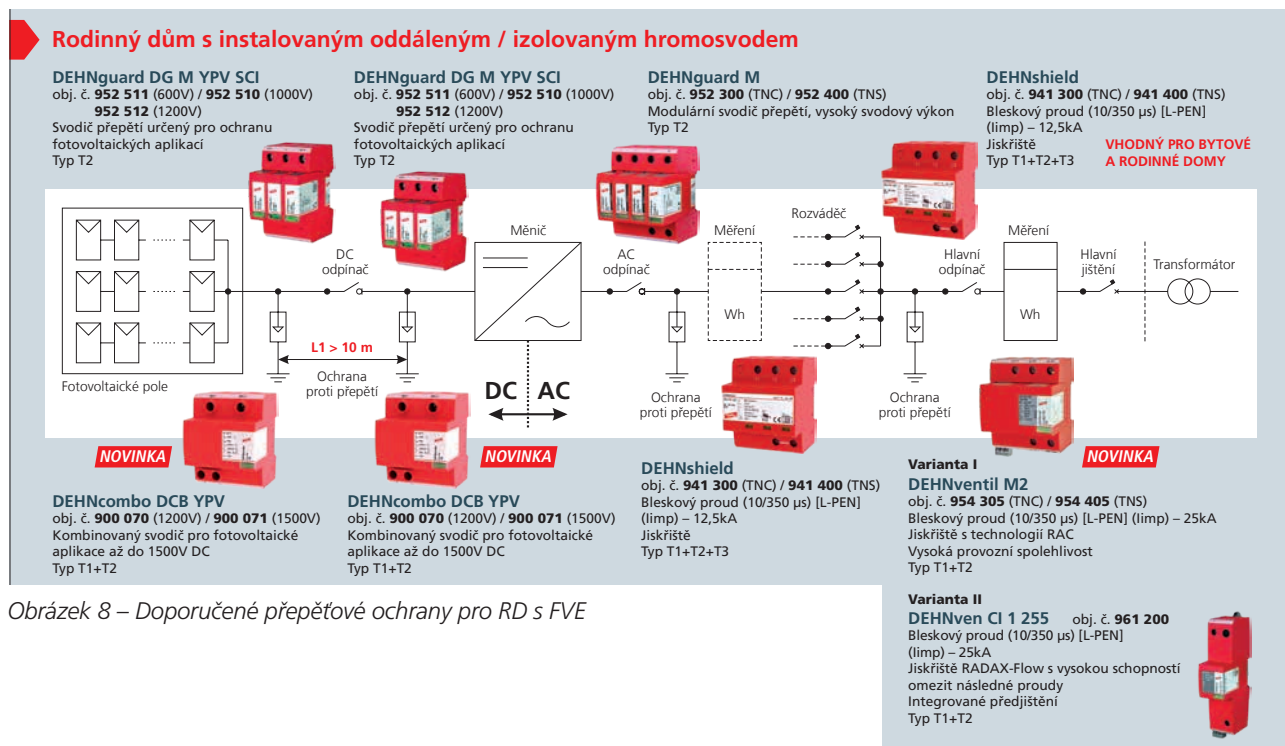 Rodinný dům s instalovaným oddáleným / izolovaným hromosvodem
DEHNguard DG M YPV SCI
obj. č. 952 511 (600V) / 952 510 (1000V)
952 512 (1200V)
Svodič přepětí určený pro ochranu
fotovoltaických aplikací
Typ T2
DEHNguard DG M YPV SCI
obj. č. 952 511 (600V) / 952 510 (1000V)
952 512 (1200V)
Svodič přepětí určený pro ochranu
fotovoltaických aplikací
Typ T2
DEHNguard M
obj. č. 952 300 (TNC) / 952 400 (TNS)
Modulární svodič přepětí, vysoký svodový výkon
Typ T2
DEHNshield
obj. č. 941 300 (TNC) / 941 400 (TNS)
Bleskový proud (10/350 µs) [L-PEN]
(Iimp) – 12,5kA
Jiskřiště
Typ T1+T2+T3
VHODNÝ PRO BYTOVÉ
A RODINNÉ DOMY
Fotovoltaické pole
DC
odpínač
L1 > 10 m
Ochrana
proti přepětí
Měnič
DC AC
AC
odpínač
Ochrana
proti přepětí
Měření
Wh
Rozváděč
Ochrana
proti přepětí
Hlavní
odpínač
Měření
Wh
Hlavní
jištění
Transformátor
NOVINKA
DEHNcombo DCB YPV
obj. č. 900 070 (1200V) / 900 071 (1500V)
Kombinovaný svodič pro fotovoltaické
aplikace až do 1500V DC
Typ T1+T2
NOVINKA
DEHNcombo DCB YPV
obj. č. 900 070 (1200V) / 900 071 (1500V)
Kombinovaný svodič pro fotovoltaické
aplikace až do 1500V DC
Typ T1+T2
DEHNshield
obj. č. 941 300 (TNC) / 941 400 (TNS)
Bleskový proud (10/350 µs) [L-PEN]
(Iimp) – 12,5kA
Jiskřiště
Typ T1+T2+T3
NOVINKA
Varianta I
DEHNventil M2
obj. č. 954 305 (TNC) / 954 405 (TNS)
Bleskový proud (10/350 µs) [L-PEN] (Iimp) – 25kA
Jiskřiště s technologií RAC
Vysoká provozní spolehlivost
Typ T1+T2
Varianta II
DEHNven CI 1 255 obj. č. 961 200
Bleskový proud (10/350 µs) [L-PEN]
(Iimp) – 25kA
Jiskřiště RADAX-Flow s vysokou schopností
omezit následné proudy
Integrované předjištění
Typ T1+T2
Obrázek 8 – Doporučené přepěťové ochrany pro RD s FVE